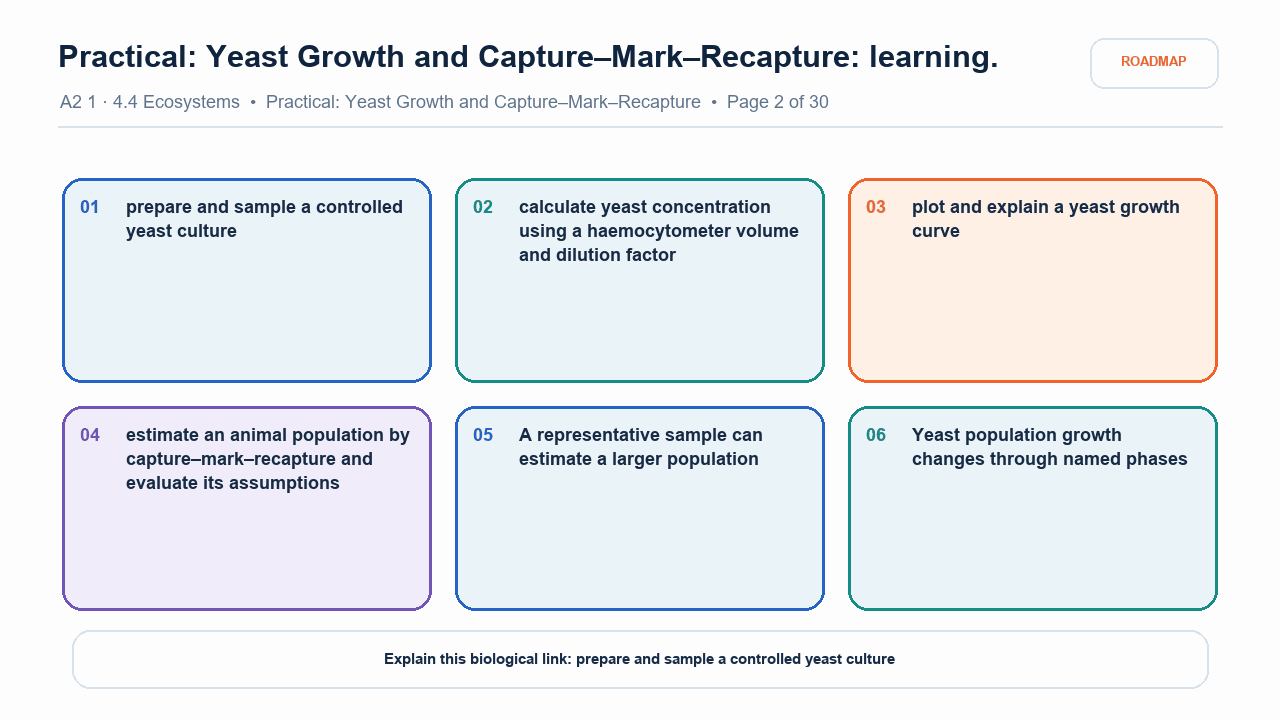 Practical: Yeast Growth and Capture–Mark–Recapture: learning.
ROADMAP
A2 1 · 4.4 Ecosystems • Practical: Yeast Growth and Capture–Mark–Recapture • Page 2 of 30
01 prepare and sample a controlled
yeast culture
02 calculate yeast concentration
using a haemocytometer volume
and dilution factor
03 plot and explain a yeast growth
curve
04 estimate an animal population by
capture–mark–recapture and
evaluate its assumptions
05 A representative sample can
estimate a larger population
06 Yeast population growth
changes through named phases
Explain this biological link: prepare and sample a controlled yeast culture